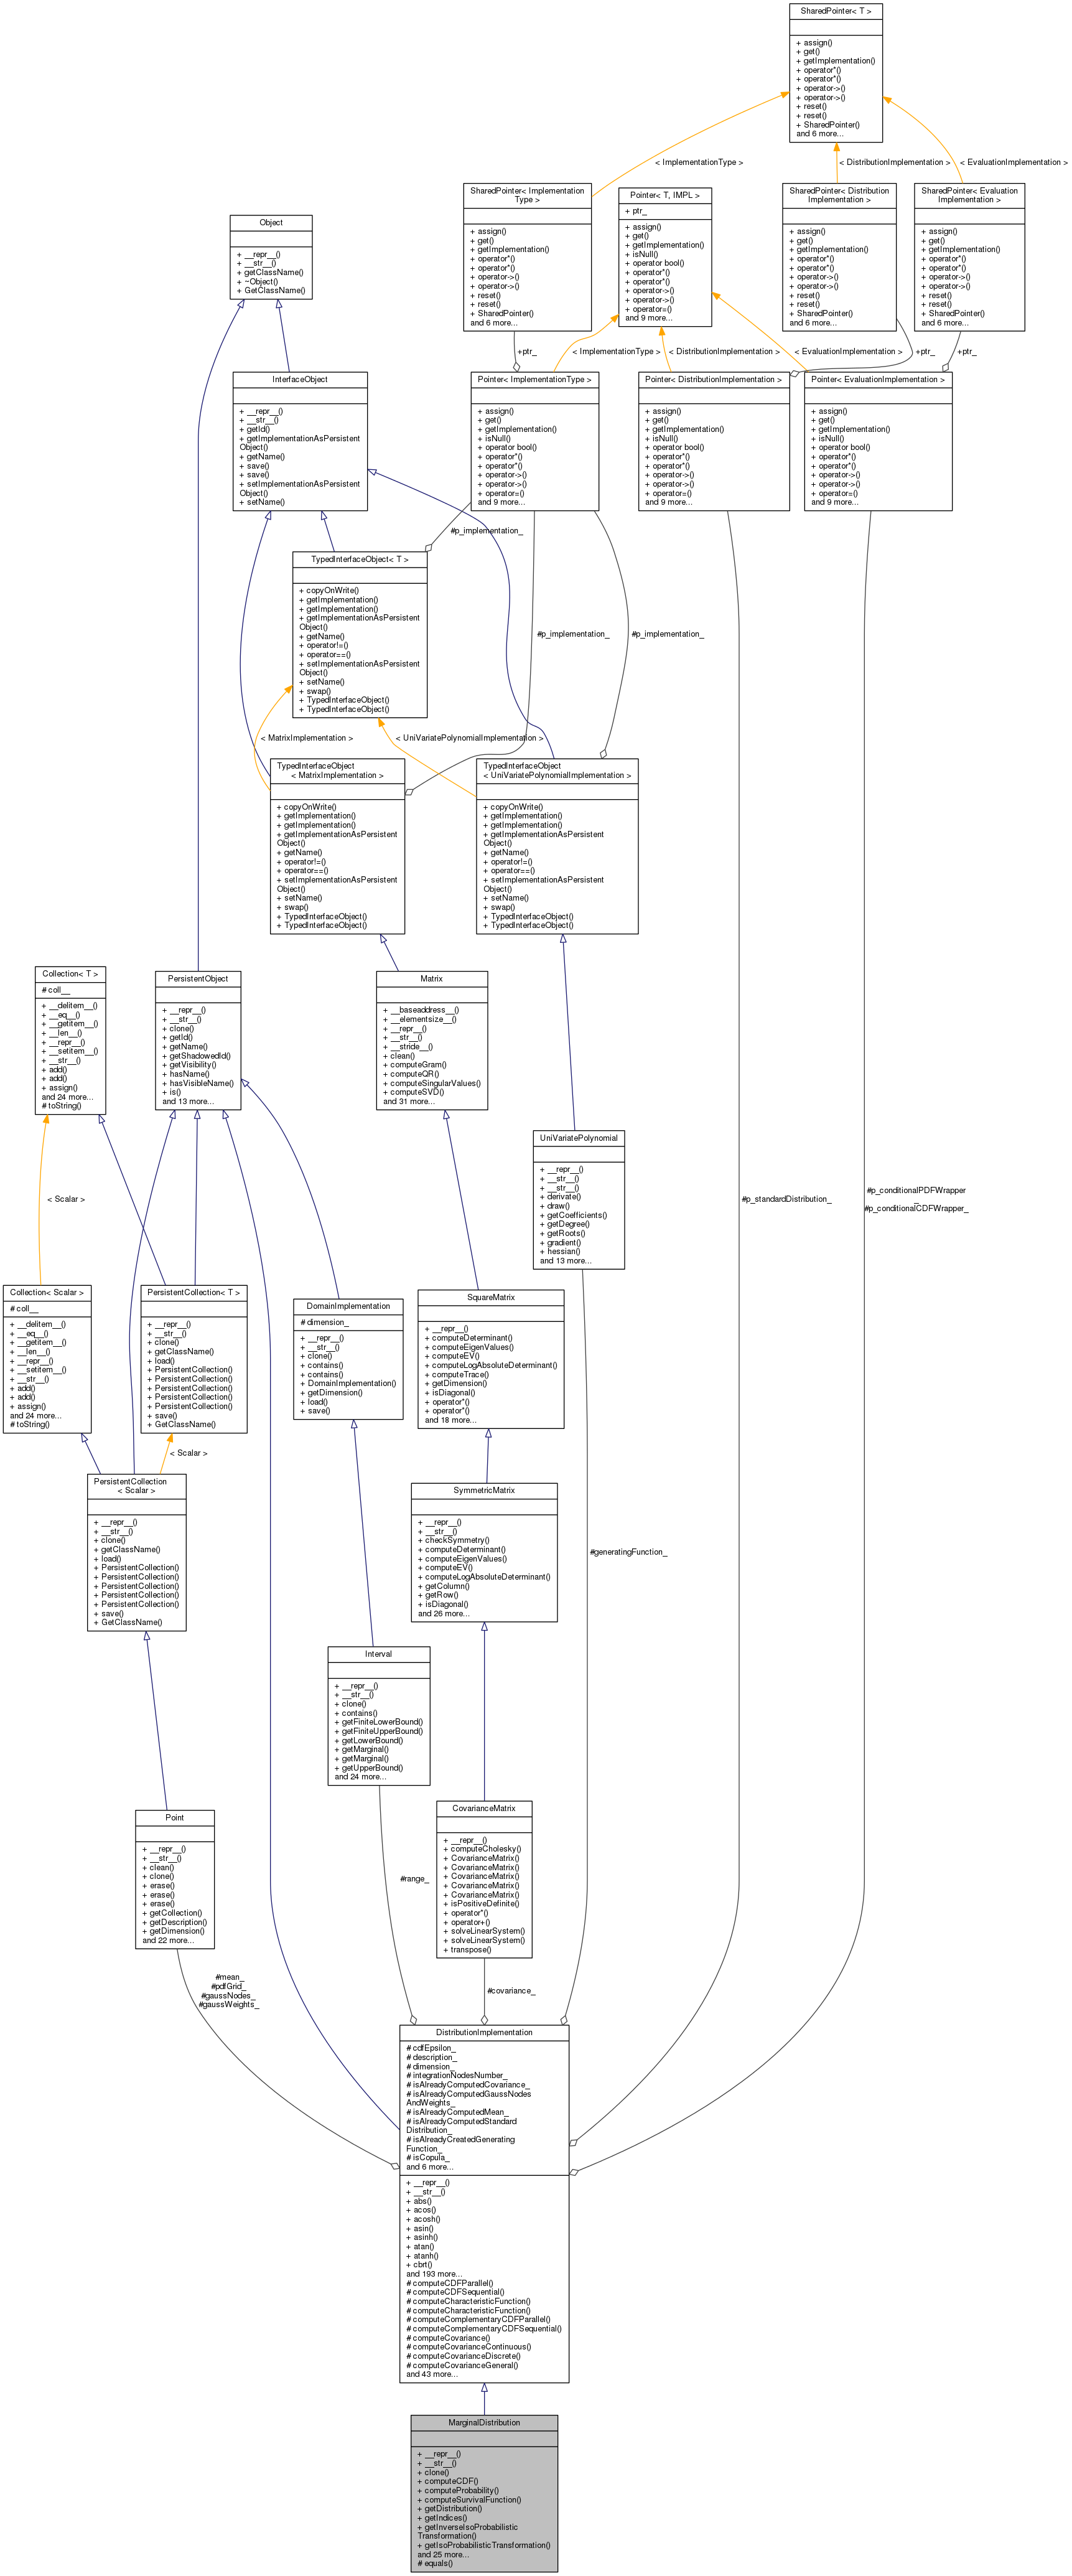 SharedPointer< T >
+ assign()
+ get()
+ getImplementation()
+ operator*()
+ operator*()
+ operator->()
+ operator->()
+ reset()
+ reset()
+ SharedPointer()
and 6 more...
< ImplementationType >
< DistributionImplementation >
< EvaluationImplementation >
SharedPointer< Implementation
Type >
+ assign()
+ get()
+ getImplementation()
+ operator*()
+ operator*()
+ operator->()
+ operator->()
+ reset()
+ reset()
+ SharedPointer()
and 6 more...
Pointer< T, IMPL >
+ ptr_
+ assign()
+ get()
+ getImplementation()
+ isNull()
+ operator bool()
+ operator*()
+ operator*()
+ operator->()
+ operator->()
+ operator=()
and 9 more...
SharedPointer< Distribution
Implementation >
+ assign()
+ get()
+ getImplementation()
+ operator*()
+ operator*()
+ operator->()
+ operator->()
+ reset()
+ reset()
+ SharedPointer()
and 6 more...
SharedPointer< Evaluation
Implementation >
+ assign()
+ get()
+ getImplementation()
+ operator*()
+ operator*()
+ operator->()
+ operator->()
+ reset()
+ reset()
+ SharedPointer()
and 6 more...
Object
+ __repr__()
+ __str__()
+ getClassName()
+ ~Object()
+ GetClassName()
+ptr_
< ImplementationType >
< DistributionImplementation >
< EvaluationImplementation >
+ptr_
+ptr_
InterfaceObject
+ __repr__()
+ __str__()
+ getId()
+ getImplementationAsPersistent
Object()
+ getName()
+ save()
+ save()
+ setImplementationAsPersistent
Object()
+ setName()
Pointer< ImplementationType >
+ assign()
+ get()
+ getImplementation()
+ isNull()
+ operator bool()
+ operator*()
+ operator*()
+ operator->()
+ operator->()
+ operator=()
and 9 more...
Pointer< DistributionImplementation >
+ assign()
+ get()
+ getImplementation()
+ isNull()
+ operator bool()
+ operator*()
+ operator*()
+ operator->()
+ operator->()
+ operator=()
and 9 more...
Pointer< EvaluationImplementation >
+ assign()
+ get()
+ getImplementation()
+ isNull()
+ operator bool()
+ operator*()
+ operator*()
+ operator->()
+ operator->()
+ operator=()
and 9 more...
#p_implementation_
TypedInterfaceObject< T >
+ copyOnWrite()
+ getImplementation()
+ getImplementation()
+ getImplementationAsPersistent
Object()
+ getName()
+ operator!=()
+ operator==()
+ setImplementationAsPersistent
Object()
+ setName()
+ swap()
+ TypedInterfaceObject()
+ TypedInterfaceObject()
#p_implementation_
#p_implementation_
< MatrixImplementation >
< UniVariatePolynomialImplementation >
TypedInterfaceObject
< MatrixImplementation >
+ copyOnWrite()
+ getImplementation()
+ getImplementation()
+ getImplementationAsPersistent
Object()
+ getName()
+ operator!=()
+ operator==()
+ setImplementationAsPersistent
Object()
+ setName()
+ swap()
+ TypedInterfaceObject()
+ TypedInterfaceObject()
TypedInterfaceObject
< UniVariatePolynomialImplementation >
+ copyOnWrite()
+ getImplementation()
+ getImplementation()
+ getImplementationAsPersistent
Object()
+ getName()
+ operator!=()
+ operator==()
+ setImplementationAsPersistent
Object()
+ setName()
+ swap()
+ TypedInterfaceObject()
+ TypedInterfaceObject()
Collection< T >
# coll__
+ __delitem__()
+ __eq__()
+ __getitem__()
+ __len__()
+ __repr__()
+ __setitem__()
+ __str__()
+ add()
+ add()
+ assign()
and 24 more...
# toString()
PersistentObject
+ __repr__()
+ __str__()
+ clone()
+ getId()
+ getName()
+ getShadowedId()
+ getVisibility()
+ hasName()
+ hasVisibleName()
+ is()
and 13 more...
Matrix
+ __baseaddress__()
+ __elementsize__()
+ __repr__()
+ __str__()
+ __stride__()
+ clean()
+ computeGram()
+ computeQR()
+ computeSingularValues()
+ computeSVD()
and 31 more...
UniVariatePolynomial
+ __repr__()
+ __str__()
+ __str__()
+ derivate()
+ draw()
+ getCoefficients()
+ getDegree()
+ getRoots()
+ gradient()
+ hessian()
and 13 more...
< Scalar >
#p_standardDistribution_
#p_conditionalPDFWrapper
_
#p_conditionalCDFWrapper_
Collection< Scalar >
# coll__
+ __delitem__()
+ __eq__()
+ __getitem__()
+ __len__()
+ __repr__()
+ __setitem__()
+ __str__()
+ add()
+ add()
+ assign()
and 24 more...
# toString()
PersistentCollection< T >
+ __repr__()
+ __str__()
+ clone()
+ getClassName()
+ load()
+ PersistentCollection()
+ PersistentCollection()
+ PersistentCollection()
+ PersistentCollection()
+ PersistentCollection()
+ save()
+ GetClassName()
DomainImplementation
# dimension_
+ __repr__()
+ __str__()
+ clone()
+ contains()
+ contains()
+ DomainImplementation()
+ getDimension()
+ load()
+ save()
SquareMatrix
+ __repr__()
+ computeDeterminant()
+ computeEigenValues()
+ computeEV()
+ computeLogAbsoluteDeterminant()
+ computeTrace()
+ getDimension()
+ isDiagonal()
+ operator*()
+ operator*()
and 18 more...
< Scalar >
PersistentCollection
< Scalar >
+ __repr__()
+ __str__()
+ clone()
+ getClassName()
+ load()
+ PersistentCollection()
+ PersistentCollection()
+ PersistentCollection()
+ PersistentCollection()
+ PersistentCollection()
+ save()
+ GetClassName()
SymmetricMatrix
+ __repr__()
+ __str__()
+ checkSymmetry()
+ computeDeterminant()
+ computeEigenValues()
+ computeEV()
+ computeLogAbsoluteDeterminant()
+ getColumn()
+ getRow()
+ isDiagonal()
and 26 more...
#generatingFunction_
Interval
+ __repr__()
+ __str__()
+ clone()
+ contains()
+ getFiniteLowerBound()
+ getFiniteUpperBound()
+ getLowerBound()
+ getMarginal()
+ getMarginal()
+ getUpperBound()
and 24 more...
Point
+ __repr__()
+ __str__()
+ clean()
+ clone()
+ erase()
+ erase()
+ erase()
+ getCollection()
+ getDescription()
+ getDimension()
and 22 more...
CovarianceMatrix
+ __repr__()
+ computeCholesky()
+ CovarianceMatrix()
+ CovarianceMatrix()
+ CovarianceMatrix()
+ CovarianceMatrix()
+ CovarianceMatrix()
+ isPositiveDefinite()
+ operator*()
+ operator+()
+ solveLinearSystem()
+ solveLinearSystem()
+ transpose()
#range_
#mean_
#pdfGrid_
#gaussNodes_
#gaussWeights_
#covariance_
DistributionImplementation
# cdfEpsilon_
# description_
# dimension_
# integrationNodesNumber_
# isAlreadyComputedCovariance_
# isAlreadyComputedGaussNodes
AndWeights_
# isAlreadyComputedMean_
# isAlreadyComputedStandard
Distribution_
# isAlreadyCreatedGenerating
Function_
# isCopula_
and 6 more...
+ __repr__()
+ __str__()
+ abs()
+ acos()
+ acosh()
+ asin()
+ asinh()
+ atan()
+ atanh()
+ cbrt()
and 193 more...
# computeCDFParallel()
# computeCDFSequential()
# computeCharacteristicFunction()
# computeCharacteristicFunction()
# computeComplementaryCDFParallel()
# computeComplementaryCDFSequential()
# computeCovariance()
# computeCovarianceContinuous()
# computeCovarianceDiscrete()
# computeCovarianceGeneral()
and 43 more...
MarginalDistribution
+ __repr__()
+ __str__()
+ clone()
+ computeCDF()
+ computeProbability()
+ computeSurvivalFunction()
+ getDistribution()
+ getIndices()
+ getInverseIsoProbabilistic
Transformation()
+ getIsoProbabilisticTransformation()
and 25 more...
# equals()